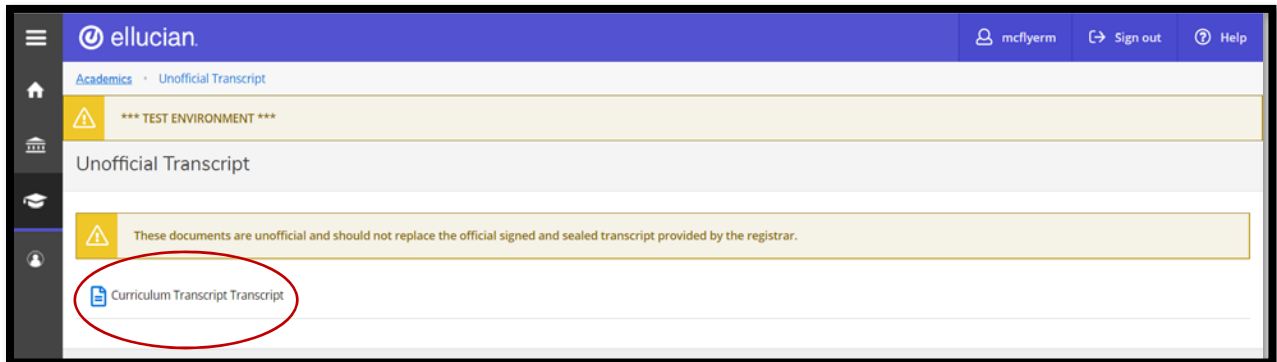 ellucian.
mcflyerm
Sign out
Help
Academics
Unofficial Transcript
*** TEST ENVIRONMENT ***
Unofficial Transcript
These documents are unofficial and should not replace the official signed and sealed transcript provided by the registrar.
Curriculum Transcript Transcript